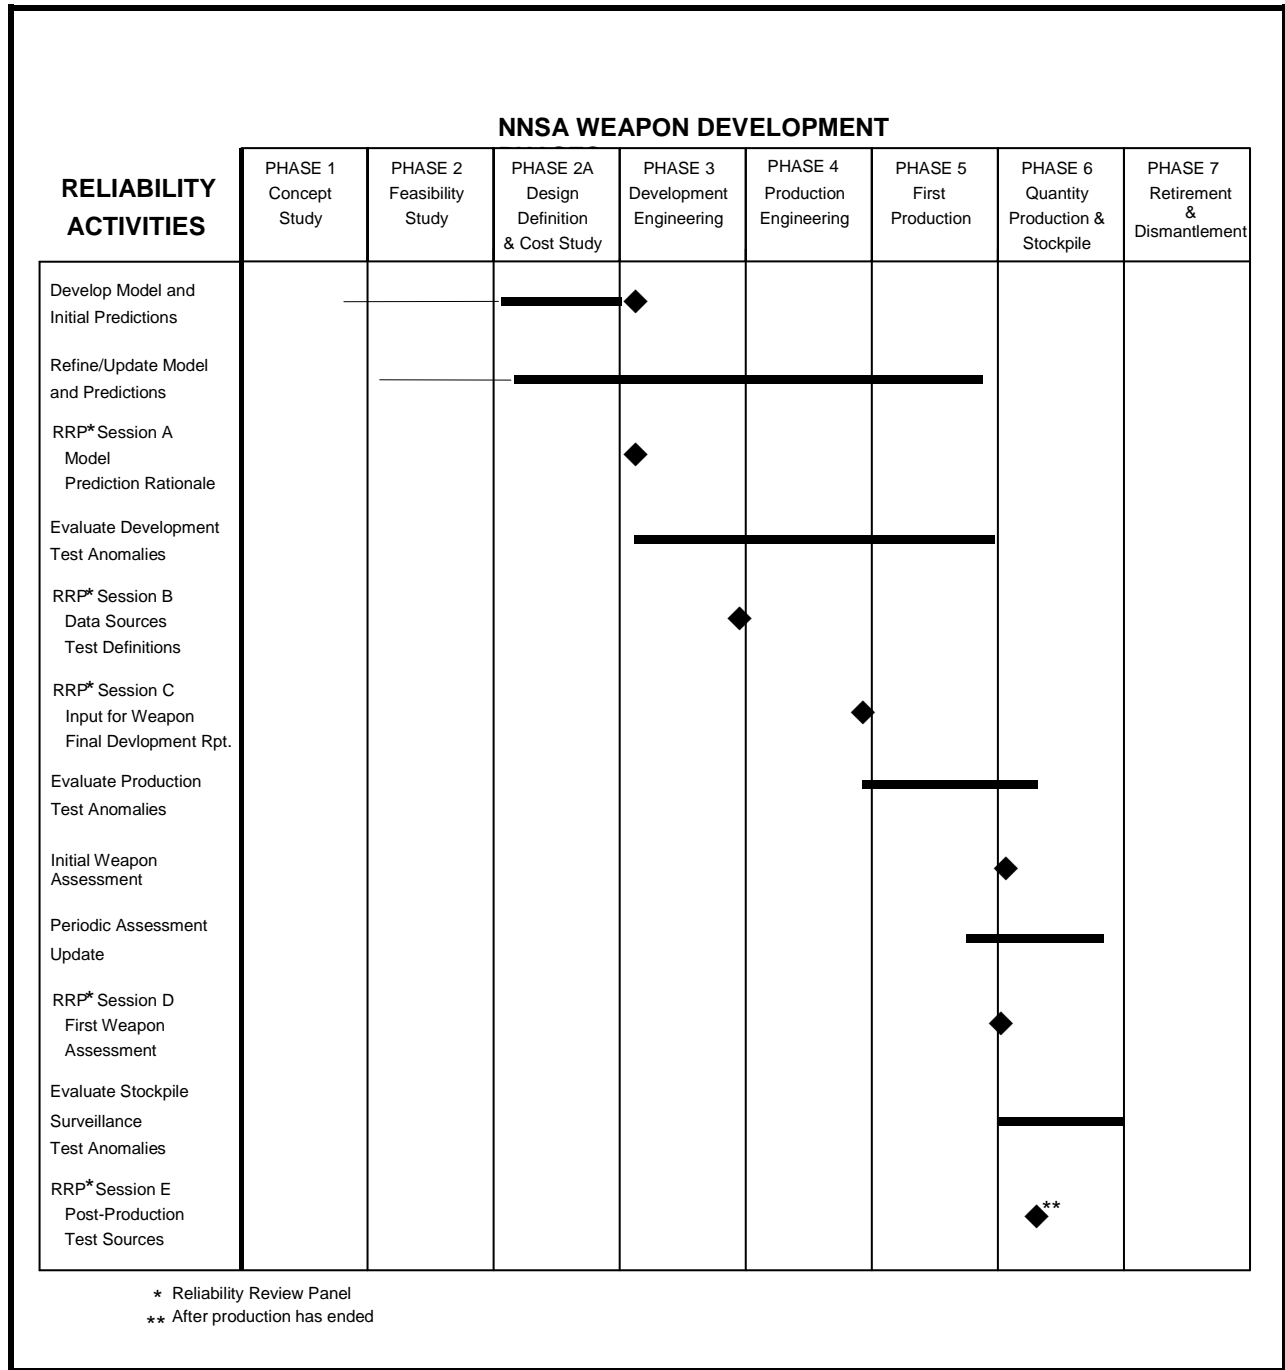 NNSA WEAPON DEVELOPMENT
RELIABILITY
ACTIVITIES
PHASE 1
Concept
Study
PHASE 2
Feasibility
Study
PHASE 2A
Design
Definition
& Cost Study
PHASE 3
Development
Engineering
PHASE 4
Production
Engineering
PHASE 5
First
Production
PHASE 6
Quantity
Production &
Stockpile
PHASE 7
Retirement
&
Dismantlement
Develop Model and
Initial Predictions
Refine/Update Model
and Predictions
RRP* Session A
Model
Prediction Rationale
Evaluate Development
Test Anomalies
RRP* Session B
Data Sources
Test Definitions
RRP* Session C
Input for Weapon
Final Devlopment Rpt.
Evaluate Production
Test Anomalies
Initial Weapon
Assessment
Periodic Assessment
Update
RRP* Session D
First Weapon
Assessment
Evaluate Stockpile
Surveillance
Test Anomalies
RRP* Session E
Post-Production
Test Sources
**
* Reliability Review Panel
** After production has ended